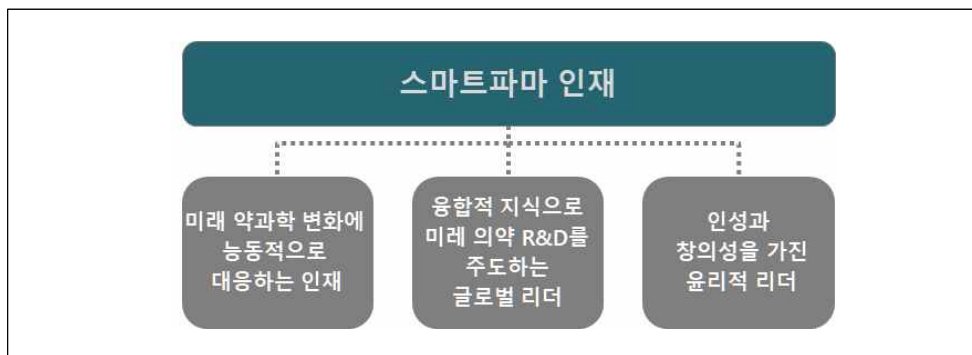 스마트파마 인재
미래 약과학 변화에
능동적으로
대응하는 인재
융합적 지식으로
미레 의약 R&D를
주도하는
글로벌 리더
인성과
창의성을 가진
윤리적 리더